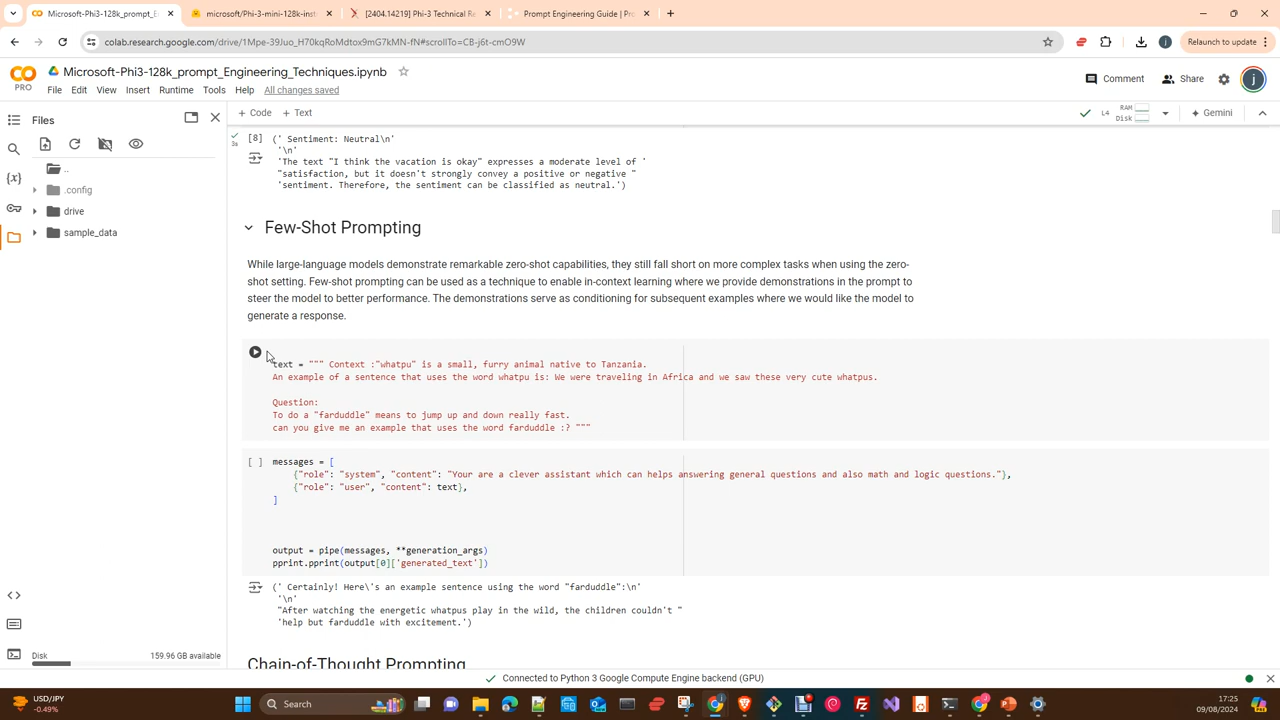 Microsoft-Phi3-128k_prompt_E
microsoft/Phi-3-mini-128k-inst
[2404.14219] Phi-3 Technical Re
Prompt Engineering Guide | Pro
colab.research.google.com/drive/1Mpe-39Juo_H70kqRoMdtox9mG7kMN-fN#scrollTo=CB-j6t-cmO9W
Relaunch to update
Microsoft-Phi3-128k_prompt_Engineering_Techniques.ipynb
PRO
File Edit View Insert Runtime Tools Help All changes saved
Comment
Share
j
Files
+ Code + Text
L4
RAM
Disk
Gemini
..
.config
drive
sample_data
[8]
3s
(' Sentiment: Neutral\n'
'\n'
'The text "I think the vacation is okay" expresses a moderate level of '
"satisfaction, but it doesn't strongly convey a positive or negative "
'sentiment. Therefore, the sentiment can be classified as neutral.')
Few-Shot Prompting
While large-language models demonstrate remarkable zero-shot capabilities, they still fall short on more complex tasks when using the zero-
shot setting. Few-shot prompting can be used as a technique to enable in-context learning where we provide demonstrations in the prompt to
steer the model to better performance. The demonstrations serve as conditioning for subsequent examples where we would like the model to
generate a response.
text = """ Context :"whatpu" is a small, furry animal native to Tanzania.
An example of a sentence that uses the word whatpu is: We were traveling in Africa and we saw these very cute whatpus.
Question:
To do a "farduddle" means to jump up and down really fast.
can you give me an example that uses the word farduddle :? """
[ ] messages = [
{"role": "system", "content": "Your are a clever assistant which can helps answering general questions and also math and logic questions."},
{"role": "user", "content": text},
]
output = pipe(messages, **generation_args)
pprint.pprint(output[0]['generated_text'])
(' Certainly! Here\'s an example sentence using the word "farduddle":\n'
'\n'
"After watching the energetic whatpus play in the wild, the children couldn't "
'help but farduddle with excitement.')
Chain-of-Thought Prompting
Disk
159.96 GB available
Connected to Python 3 Google Compute Engine backend (GPU)
USD/JPY
-0.49%
Search
17:25
09/08/2024